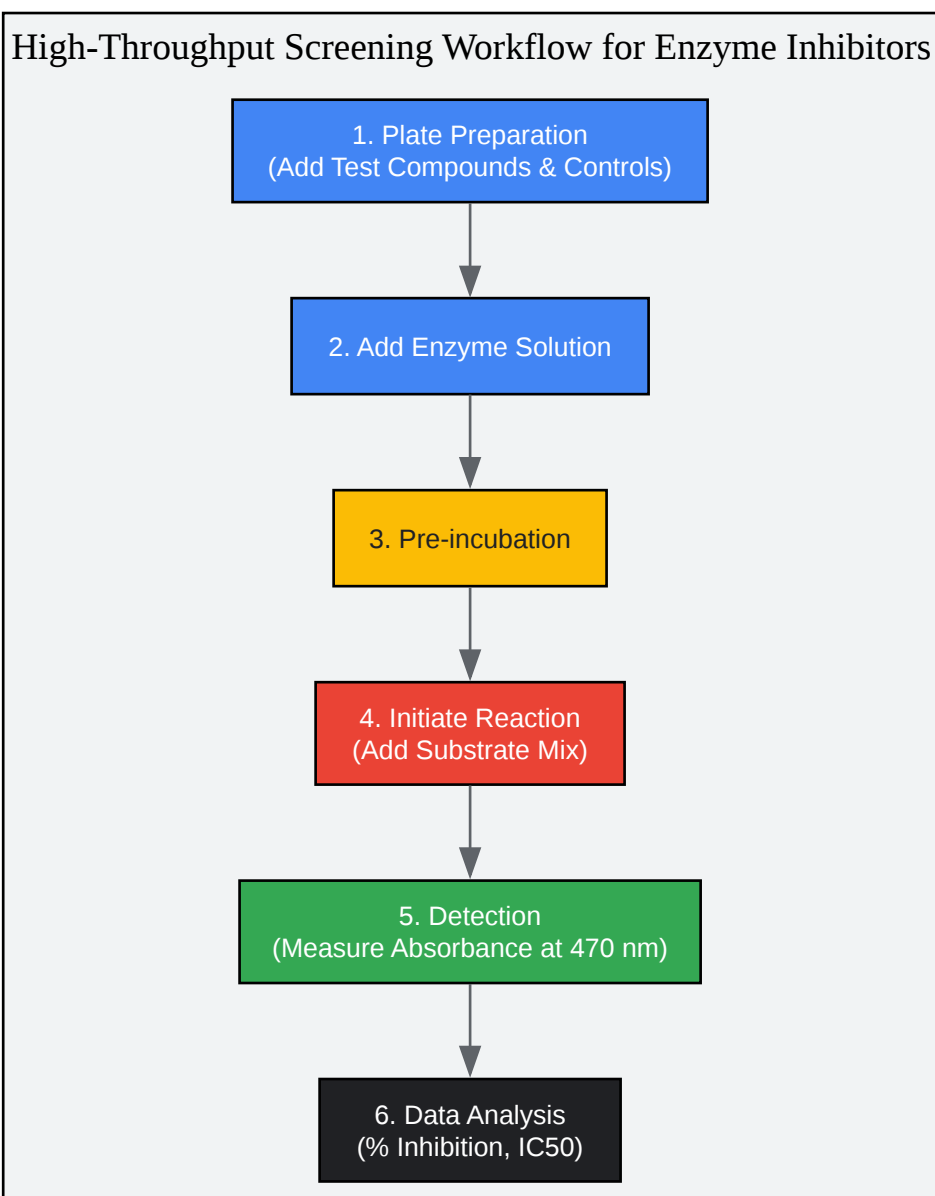 High-Throughput Screening Workflow for Enzyme Inhibitors
1. Plate Preparation
(Add Test Compounds & Controls)
2. Add Enzyme Solution
3. Pre-incubation
4. Initiate Reaction
(Add Substrate Mix)
5. Detection
(Measure Absorbance at 470 nm)
6. Data Analysis
(% Inhibition, IC50)